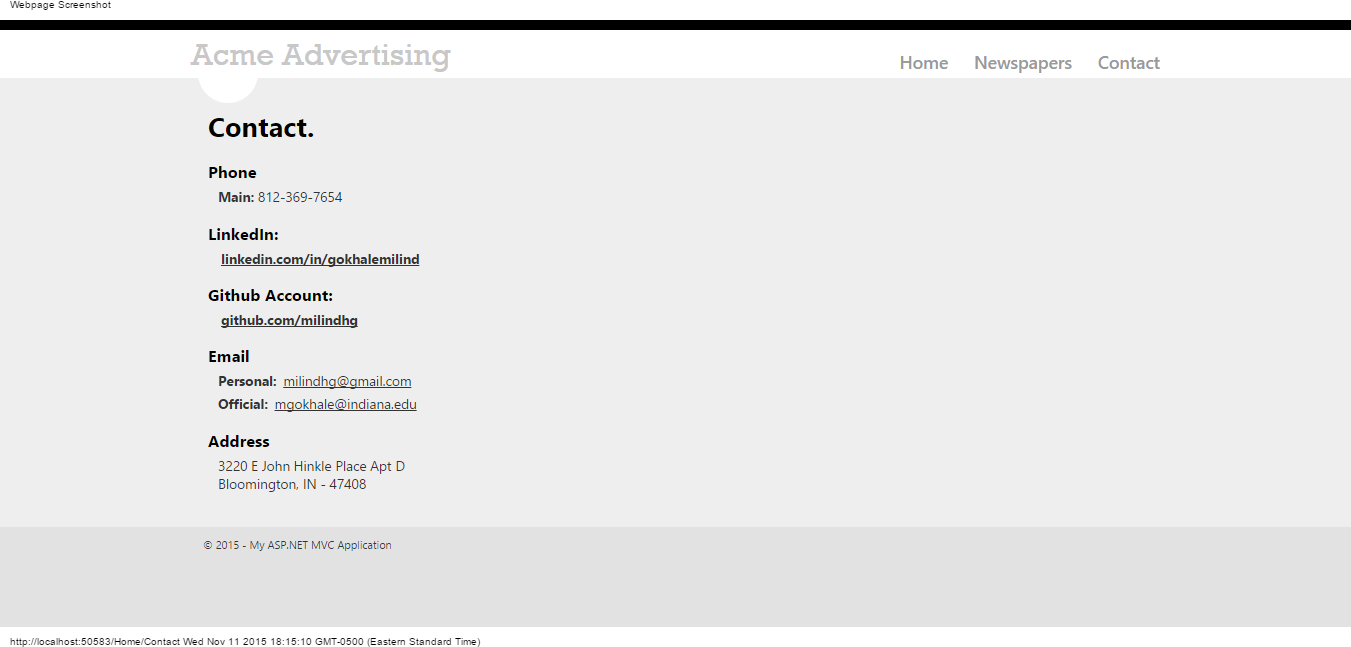 Webpage Screenshot
Acme Advertising
Home Newspapers Contact
Contact.
Phone
Main: 812-369-7654
LinkedIn:
linkedin.com/in/gokhalemilind
Github Account:
github.com/milindhg
Email
Personal: milindhg@gmail.com
Official: mgokhale@indiana.edu
Address
3220 E John Hinkle Place Apt D
Bloomington, IN - 47408
© 2015 - My ASP.NET MVC Application
http://localhost:50583/Home/Contact Wed Nov 11 2015 18:15:10 GMT-0500 (Eastern Standard Time)